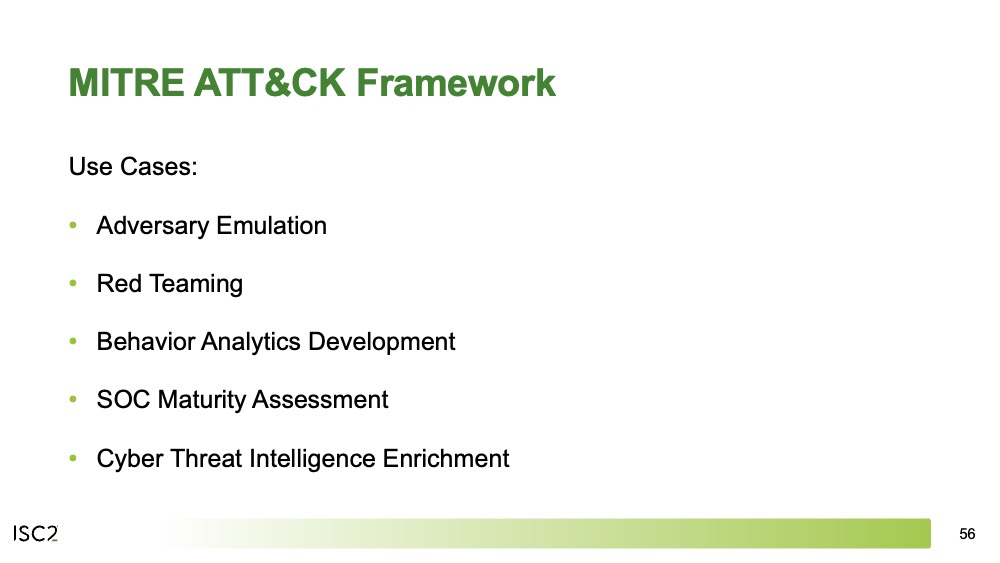 MITRE ATT&CK Framework
Use Cases:
• Adversary Emulation
• Red Teaming
• Behavior Analytics Development
• SOC Maturity Assessment
• Cyber Threat Intelligence Enrichment
ISC2
56